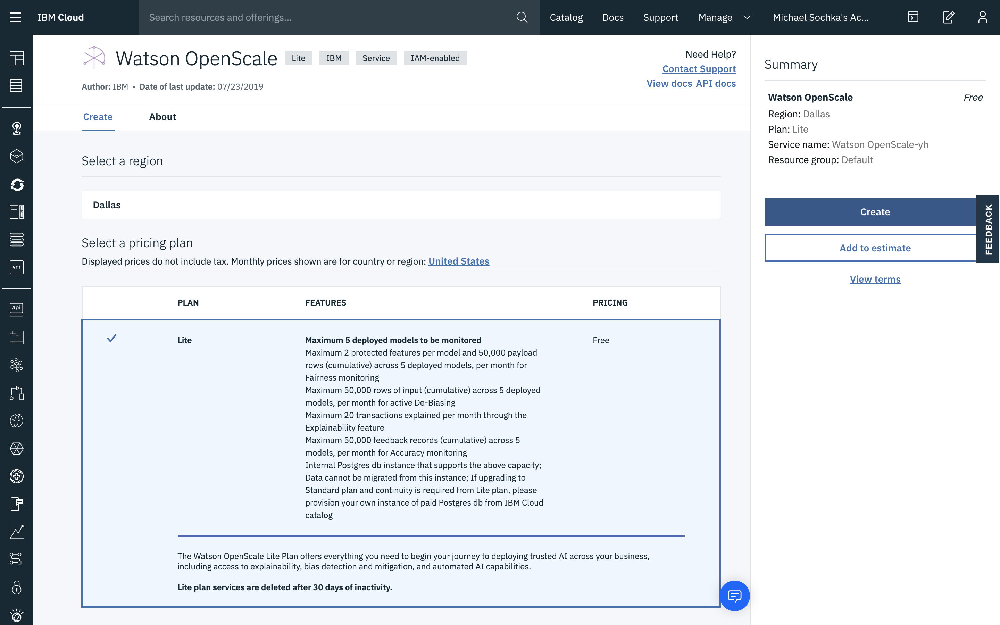 IBM Cloud
Search resources and offerings...
Catalog
Docs
Support
Manage
Michael Sochka's Ac...
Watson OpenScale
Lite
IBM
Service
IAM-enabled
Author: IBM • Date of last update: 07/23/2019
Need Help?
Contact Support
View docs API docs
Create
About
Select a region
Dallas
Select a pricing plan
Displayed prices do not include tax. Monthly prices shown are for country or region: United States
PLAN
FEATURES
PRICING
Lite
Maximum 5 deployed models to be monitored
Maximum 2 protected features per model and 50,000 payload
rows (cumulative) across 5 deployed models, per month for
Fairness monitoring
Maximum 50,000 rows of input (cumulative) across 5 deployed
models, per month for active De-Biasing
Maximum 20 transactions explained per month through the
Explainability feature
Maximum 50,000 feedback records (cumulative) across 5
models, per month for Accuracy monitoring
Internal Postgres db instance that supports the above capacity;
Data cannot be migrated from this instance; If upgrading to
Standard plan and continuity is required from Lite plan, please
provision your own instance of paid Postgres db from IBM Cloud
catalog
Free
The Watson OpenScale Lite Plan offers everything you need to begin your journey to deploying trusted AI across your business,
including access to explainability, bias detection and mitigation, and automated AI capabilities.
Lite plan services are deleted after 30 days of inactivity.
Summary
Watson OpenScale
Free
Region: Dallas
Plan: Lite
Service name: Watson OpenScale-yh
Resource group: Default
Create
Add to estimate
View terms
FEEDBACK
vm
api